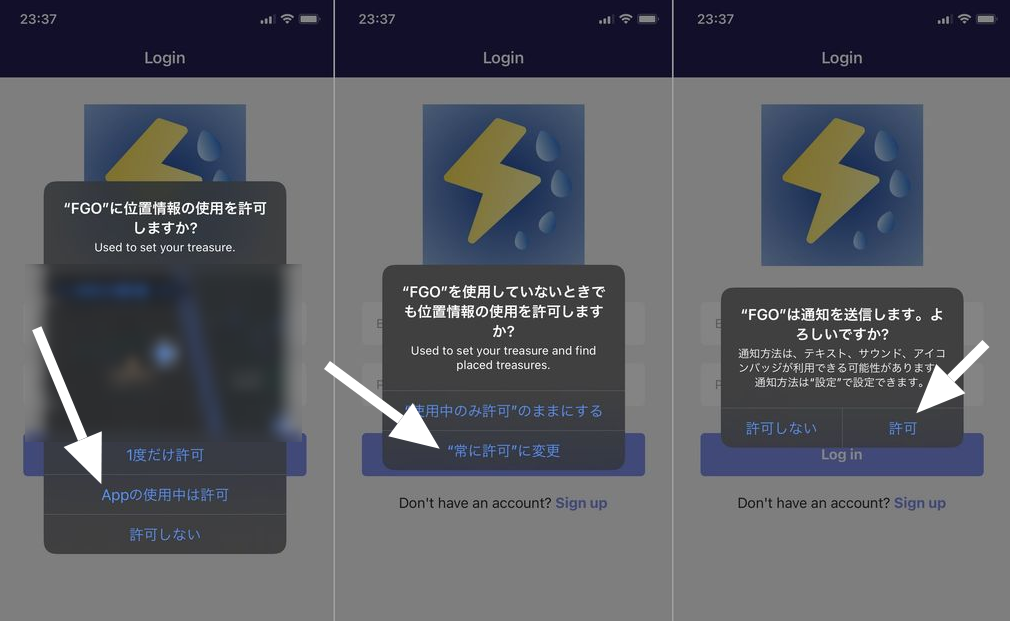 23:37
Login
“FGO”に位置情報の使用を許可
しますか?
Used to set your treasure.
1度だけ許可
Appの使用中は許可
許可しない
23:37
Login
“FGO”を使用していないときで
も位置情報の使用を許可します
か?
Used to set your treasure and find
placed treasures.
使用中のみ許可”のままにする
“常に許可”に変更
Don't have an account? Sign up
23:37
Login
“FGO”は通知を送信します。よ
ろしいですか?
通知方法は、テキスト、サウンド、アイコ
ンバッジが利用できる可能性があります
通知方法は“設定”で設定できます。
許可しない
許可
Log in
Don't have an account? Sign up